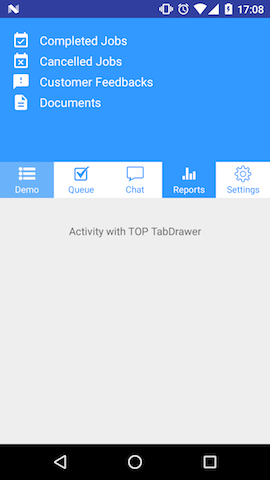 17:08
Completed Jobs
Cancelled Jobs
Customer Feedbacks
Documents
Demo Queue Chat Reports Settings
Activity with TOP TabDrawer